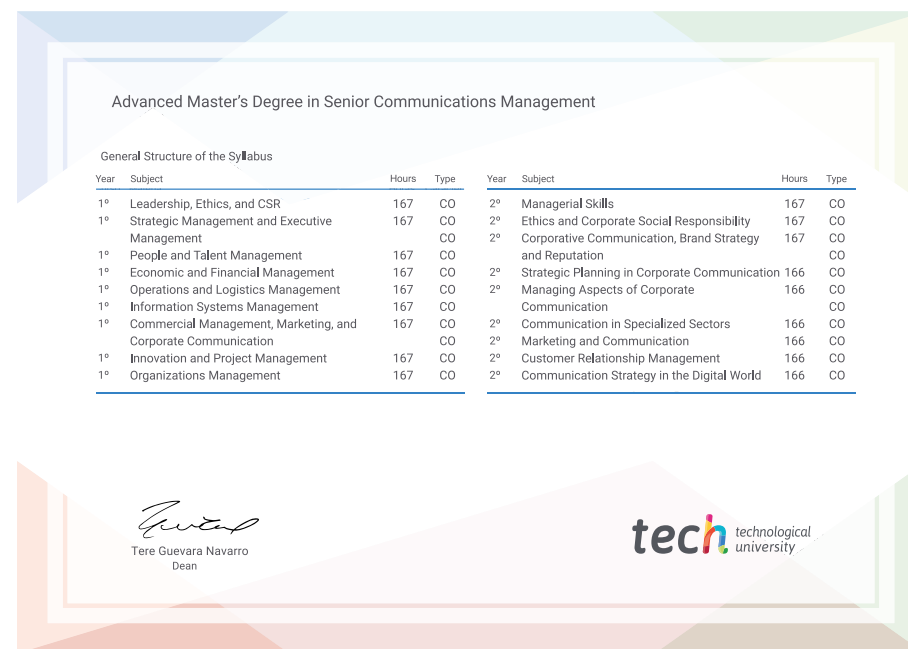 Advanced Master's Degree in Senior Communications Management
General Structure of the Syllabus
Year Subject Hours Type
1º Leadership, Ethics, and CSR 167 CO
1º Strategic Management and Executive 167 CO
Management CO
1º People and Talent Management 167 CO
1º Economic and Financial Management 167 CO
1º Operations and Logistics Management 167 CO
1º Information Systems Management 167 CO
1º Commercial Management, Marketing, and 167 CO
Corporate Communication CO
1º Innovation and Project Management 167 CO
1º Organizations Management 167 CO
Year Subject Hours Type
2º Managerial Skills 167 CO
2º Ethics and Corporate Social Responsibility 167 CO
2º Corporative Communication, Brand Strategy 167 CO
and Reputation CO
2º Strategic Planning in Corporate Communication 166 CO
2º Managing Aspects of Corporate 166 CO
Communication CO
2º Communication in Specialized Sectors 166 CO
2º Marketing and Communication 166 CO
2º Customer Relationship Management 166 CO
2º Communication Strategy in the Digital World 166 CO
Tere Guevara Navarro
Dean
tech technological
university